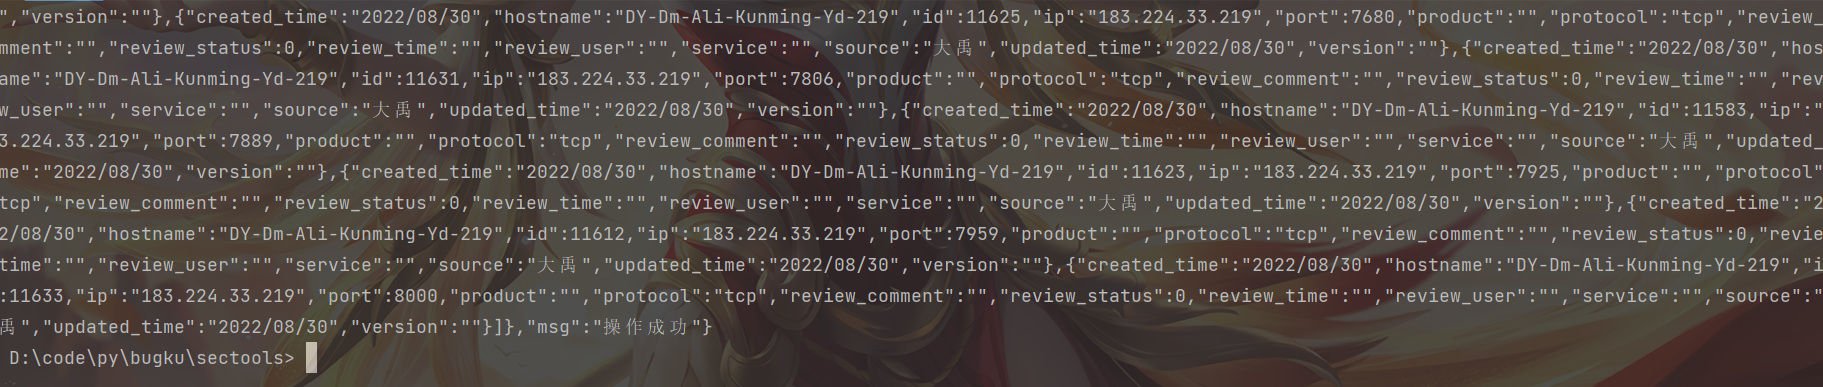 ","version":""},{"created_time":"2022/08/30","hostname":"DY-Dm-Ali-Kunming-Yd-219","id":11625,"ip":"183.224.33.219","port":7680,"product":"","protocol":"tcp","review_
omment":"","review_status":0,"review_time":"","review_user":"","service":"","source":"大禹","updated_time":"2022/08/30","version":""},{"created_time":"2022/08/30","hos
name":"DY-Dm-Ali-Kunming-Yd-219","id":11631,"ip":"183.224.33.219","port":7806,"product":"","protocol":"tcp","review_comment":"","review_status":0,"review_time":"","rev
w_user":"","service":"","source":"大禹","updated_time":"2022/08/30","version":""},{"created_time":"2022/08/30","hostname":"DY-Dm-Ali-Kunming-Yd-219","id":11583,"ip":"
3.224.33.219","port":7889,"product":"","protocol":"tcp","review_comment":"","review_status":0,"review_time":"","review_user":"","service":"","source":"大禹","updated_
me":"2022/08/30","version":""},{"created_time":"2022/08/30","hostname":"DY-Dm-Ali-Kunming-Yd-219","id":11623,"ip":"183.224.33.219","port":7925,"product":"","protocol"
tcp","review_comment":"","review_status":0,"review_time":"","review_user":"","service":"","source":"大禹","updated_time":"2022/08/30","version":""},{"created_time":"2
2/08/30","hostname":"DY-Dm-Ali-Kunming-Yd-219","id":11612,"ip":"183.224.33.219","port":7959,"product":"","protocol":"tcp","review_comment":"","review_status":0,"revie
time":"","review_user":"","service":"","source":"大禹","updated_time":"2022/08/30","version":""},{"created_time":"2022/08/30","hostname":"DY-Dm-Ali-Kunming-Yd-219","i
:11633,"ip":"183.224.33.219","port":8000,"product":"","protocol":"tcp","review_comment":"","review_status":0,"review_time":"","review_user":"","service":"","source":"
禹","updated_time":"2022/08/30","version":""}]},"msg":"操作成功"}
D:\code\py\bugku\sectools>